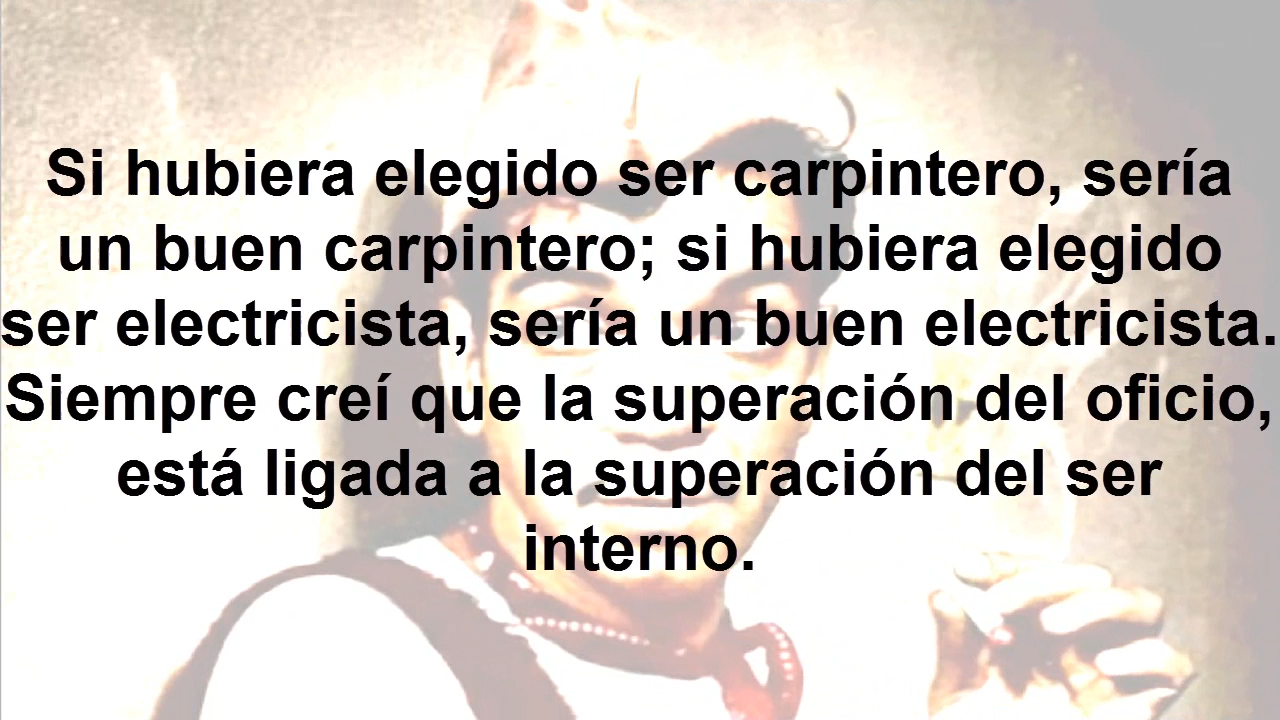 Si hubiera elegido ser carpintero, sería
un buen carpintero; si hubiera elegido
ser electricista, sería un buen electricista.
Siempre creí que la superación del oficio,
está ligada a la superación del ser
interno.